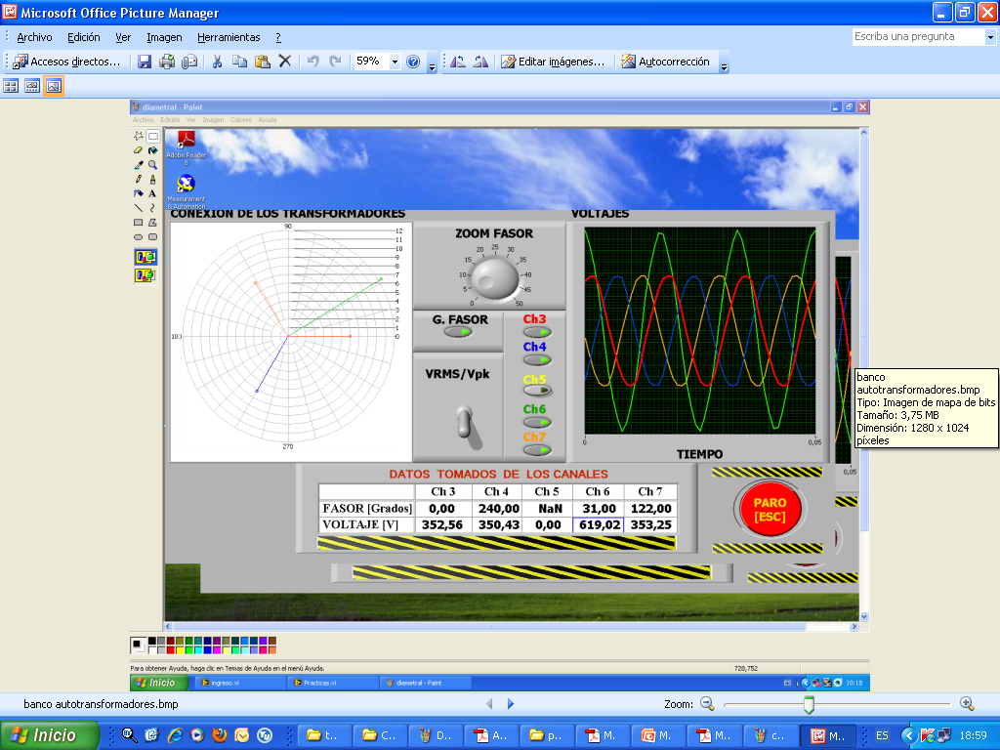 Microsoft Office Picture Manager
Archivo Edición Ver Imagen Herramientas ?
Escriba una pregunta
Accesos directos... 59% Editar imágenes... Autocorrección
diametral - Paint
Archivo Edición Ver Imagen Colores Ayuda
Adobe Reader
8
Measurement
& Automation
CONEXION DE LOS TRANSFORMADORES
VOLTAJES
90
12
11
10
9
8
7
6
5
4
3
2
1
0
180
270
ZOOM FASOR
0 5 10 15 20 25 30 35 40 45 50
G. FASOR
VRMS/Vpk
Ch3
Ch4
Ch5
Ch6
Ch7
0 0,05
TIEMPO
0,05
banco
autotransformadores.bmp
Tipo: Imagen de mapa de bits
Tamaño: 3,75 MB
Dimensión: 1280 x 1024
píxeles
DATOS TOMADOS DE LOS CANALES
Ch 3 Ch 4 Ch 5 Ch 6 Ch 7
FASOR [Grados] 0,00 240,00 NaN 31,00 122,00
VOLTAJE [V] 352,56 350,43 0,00 619,02 353,25
PARO
[ESC]
Para obtener Ayuda, haga clic en Temas de Ayuda en el menú Ayuda.
728,752
Inicio ingreso.vi Practicas.vi diametral - Paint ES 10:18
banco autotransformadores.bmp
Zoom:
Inicio t... C... D... A... p... M... M... M... c... M... ES 18:59